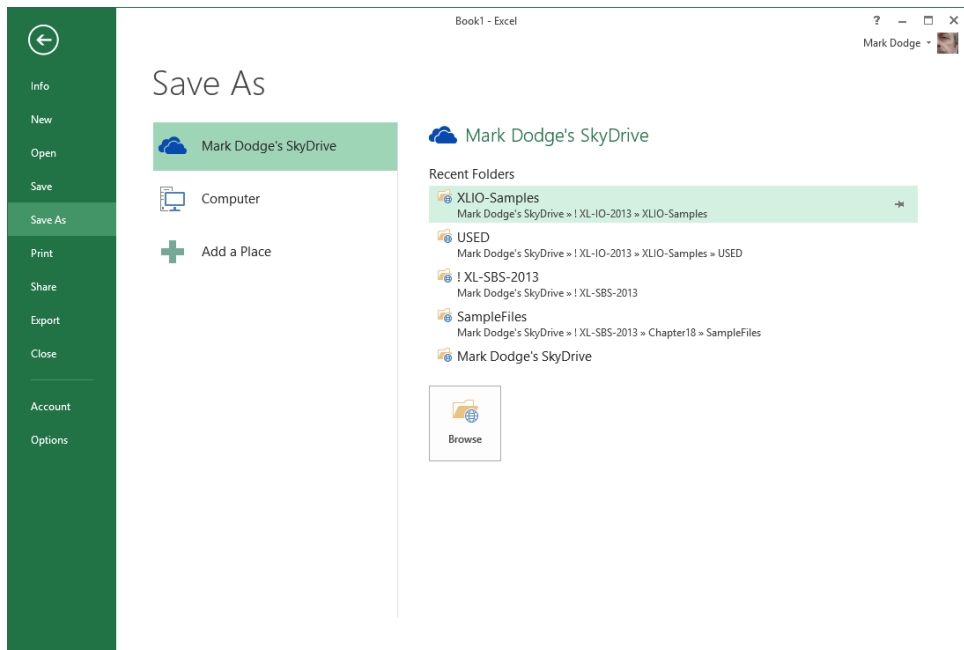 Book1 - Excel
?
Mark Dodge
Info
New
Open
Save
Save As
Print
Share
Export
Close
Account
Options
Save As
Mark Dodge's SkyDrive
Computer
Add a Place
Mark Dodge's SkyDrive
Recent Folders
XLIO-Samples
Mark Dodge's SkyDrive » ! XL-IO-2013 » XLIO-Samples
USED
Mark Dodge's SkyDrive » ! XL-IO-2013 » XLIO-Samples » USED
! XL-SBS-2013
Mark Dodge's SkyDrive » ! XL-SBS-2013
SampleFiles
Mark Dodge's SkyDrive » ! XL-SBS-2013 » Chapter18 » SampleFiles
Mark Dodge's SkyDrive
Browse